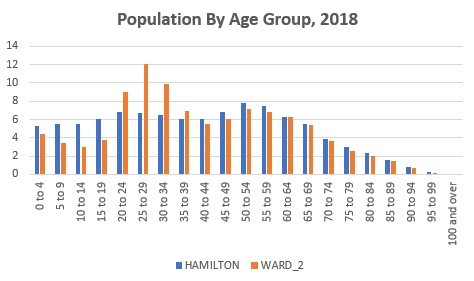 Population By Age Group, 2018
14
12
10
8
6
4
2
0
0 to 4
5 to 9
10 to 14
15 to 19
20 to 24
25 to 29
30 to 34
35 to 39
40 to 44
45 to 49
50 to 54
55 to 59
60 to 64
65 to 69
70 to 74
75 to 79
80 to 84
85 to 89
90 to 94
95 to 99
100 and over
HAMILTON WARD_2